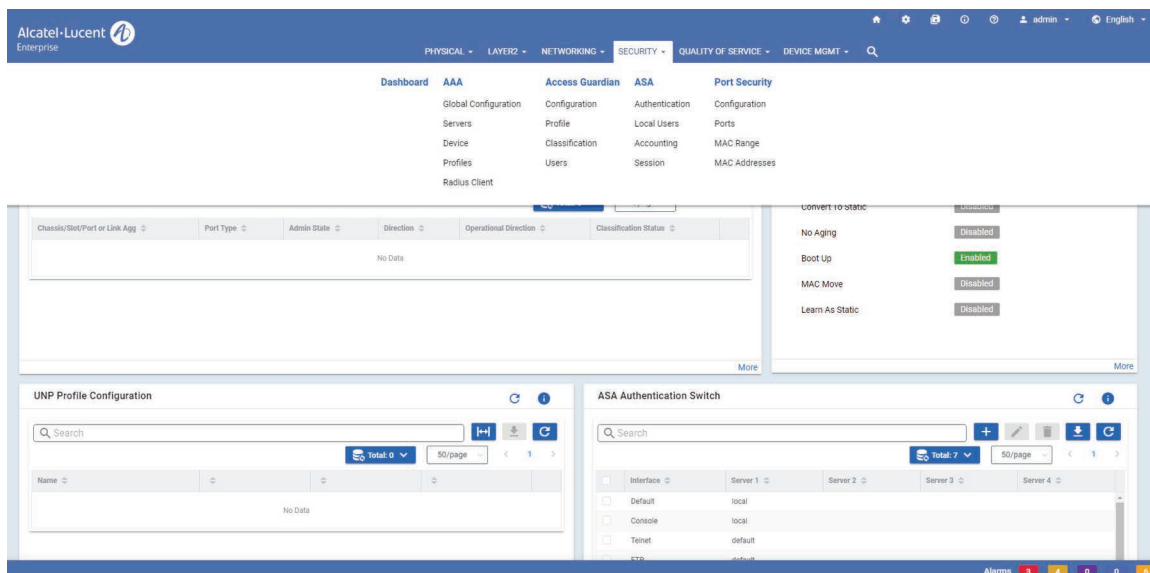 Alcatel·Lucent
Enterprise
admin
English
PHYSICAL LAYER2 NETWORKING SECURITY QUALITY OF SERVICE DEVICE MGMT
Dashboard AAA Access Guardian ASA Port Security
Global Configuration Configuration Authentication Configuration
Servers Profile Local Users Ports
Device Classification Accounting MAC Range
Profiles Users Session MAC Addresses
Radius Client
Convert To Static Disabled
Chassis/Slot/Port or Link Agg Port Type Admin State Direction Operational Direction Classification Status
No Data
No Aging Disabled
Boot Up Enabled
MAC Move Disabled
Learn As Static Disabled
More
More
UNP Profile Configuration
Search
Total: 0 50/page 1
Name
No Data
ASA Authentication Switch
Search
Total: 7 50/page 1
Interface Server 1 Server 2 Server 3 Server 4
Default local
Console local
Telnet default
FTP default
Alarms 3 4 0 0 6